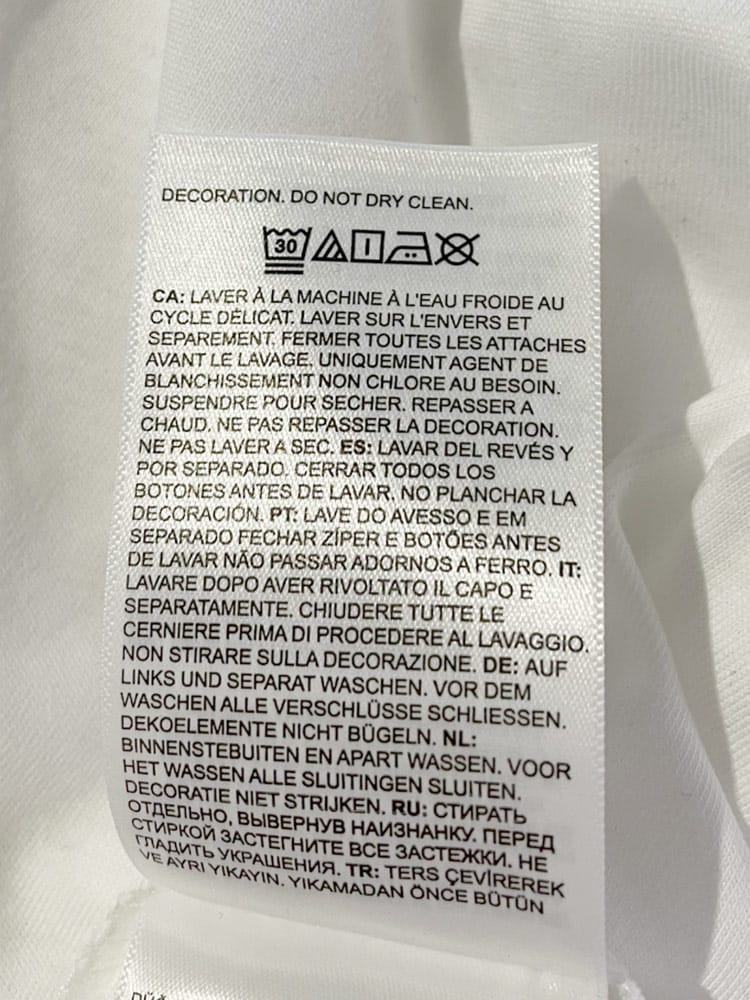 DECORATION. DO NOT DRY CLEAN.
30
CA: LAVER À LA MACHINE À L'EAU FROIDE AU
CYCLE DÉLICAT. LAVER SUR L'ENVERS ET
SEPAREMENT. FERMER TOUTES LES ATTACHES
AVANT LE LAVAGE. UNIQUEMENT AGENT DE
BLANCHISSEMENT NON CHLORE AU BESOIN.
SUSPENDRE POUR SECHER. REPASSER A
CHAUD. NE PAS REPASSER LA DECORATION.
NE PAS LAVER A SEC. ES: LAVAR DEL REVÉS Y
POR SEPARADO. CERRAR TODOS LOS
BOTONES ANTES DE LAVAR. NO PLANCHAR LA
DECORACIÓN. PT: LAVE DO AVESSO E EM
SEPARADO FECHAR ZÍPER E BOTÕES ANTES
DE LAVAR NÃO PASSAR ADORNOS A FERRO. IT:
LAVARE DOPO AVER RIVOLTATO IL CAPO E
SEPARATAMENTE. CHIUDERE TUTTE LE
CERNIERE PRIMA DI PROCEDERE AL LAVAGGIO.
NON STIRARE SULLA DECORAZIONE. DE: AUF
LINKS UND SEPARAT WASCHEN. VOR DEM
WASCHEN ALLE VERSCHLÜSSE SCHLIESSEN.
DEKOELEMENTE NICHT BÜGELN. NL:
BINNENSTEBUITEN EN APART WASSEN. VOOR
HET WASSEN ALLE SLUITINGEN SLUITEN.
DECORATIE NIET STRIJKEN. RU: СТИРАТЬ
ОТДЕЛЬНО, ВЫВЕРНУВ НАИЗНАНКУ. ПЕРЕД
СТИРКОЙ ЗАСТЕГНИТЕ ВСЕ ЗАСТЕЖКИ. НЕ
ГЛАДИТЬ УКРАШЕНИЯ. TR: TERS ÇEVİREREK
VE AYRI YIKAYIN. YIKAMADAN ÖNCE BÜTÜN